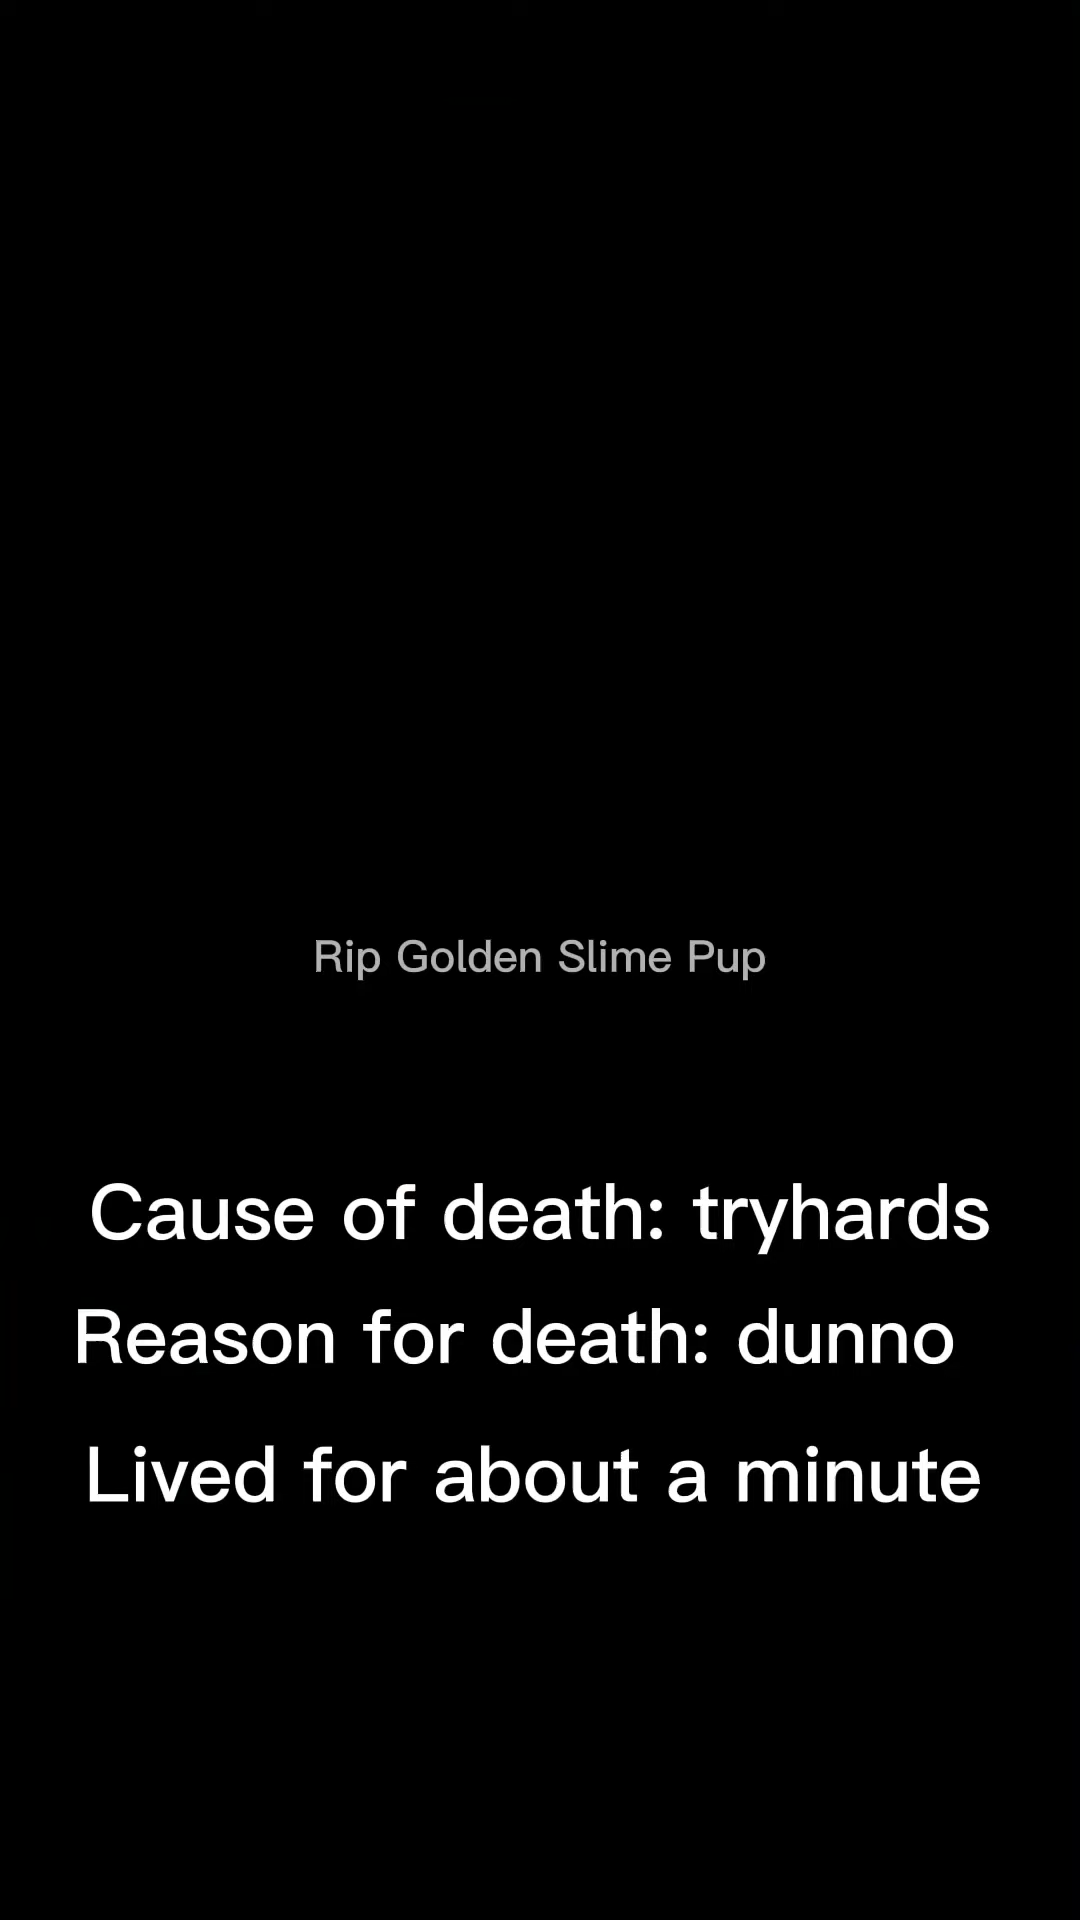 Rip Golden Slime Pup
Cause of death: tryhards
Reason for death: dunno
Lived for about a minute